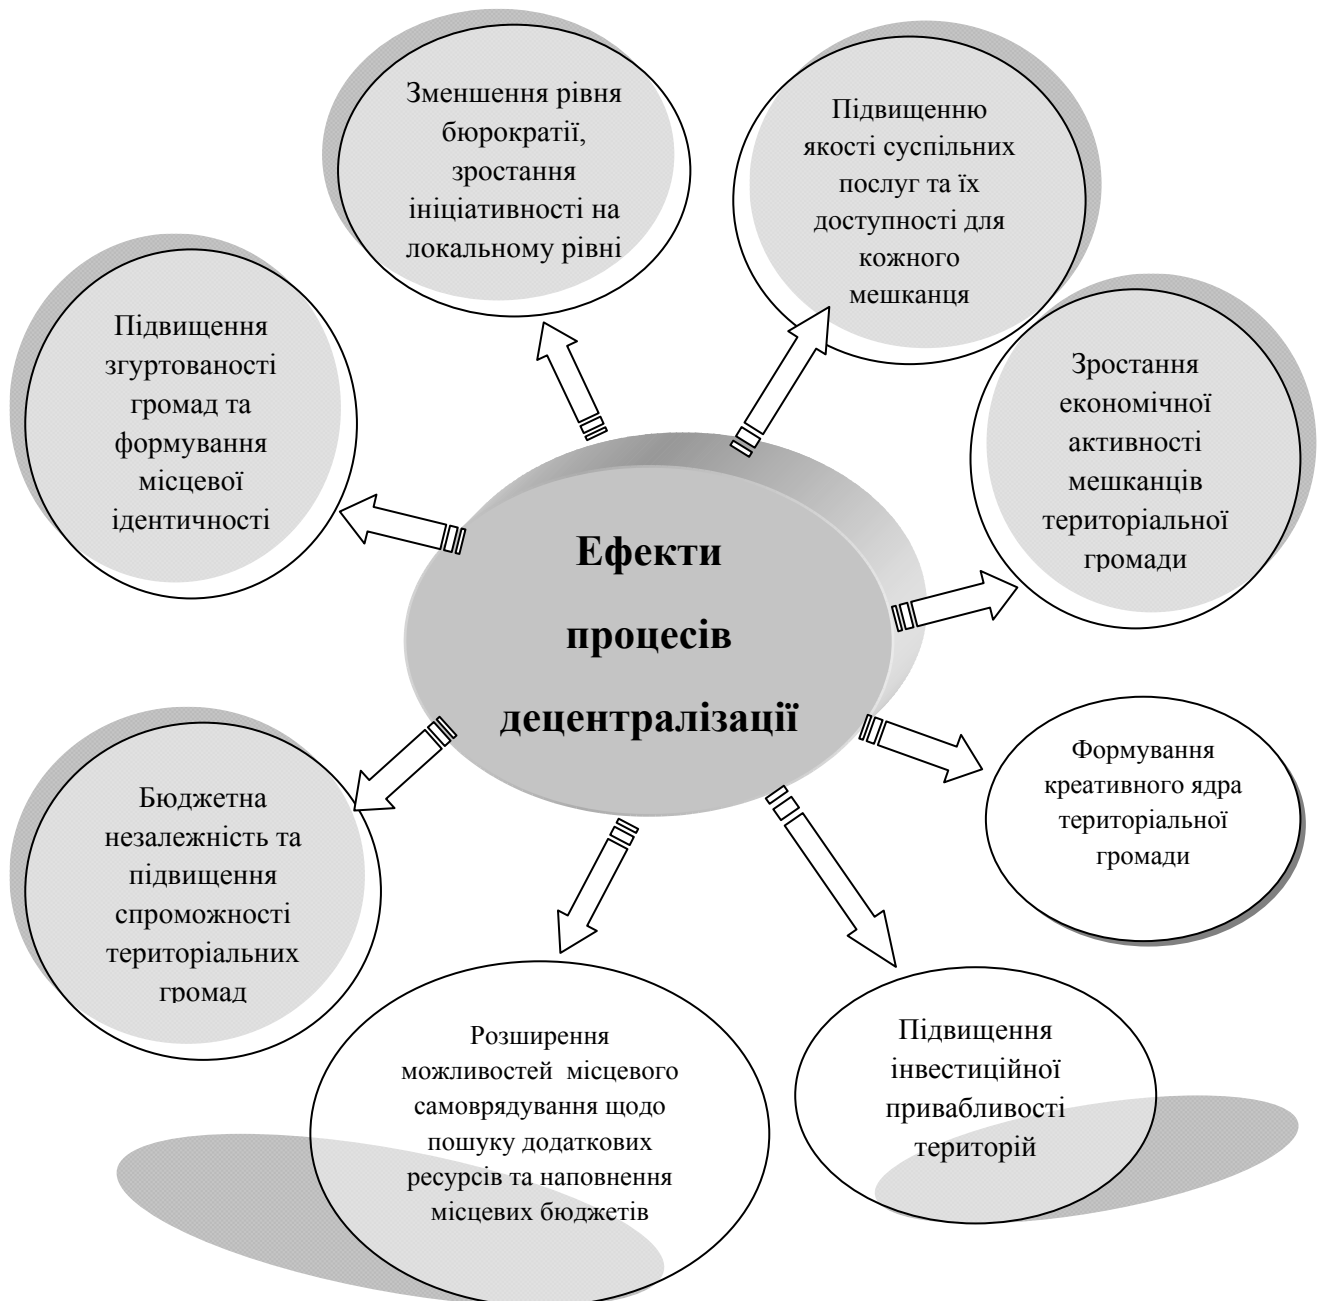 Зменшення рівня
бюрократії,
зростання
ініціативності на
локальному рівні
Підвищенню
якості суспільних
послуг та їх
доступності для
кожного
мешканця
Підвищення
згуртованості
громад та
формування
місцевої
ідентичності
Зростання
економічної
активності
мешканців
територіальної
громади
Ефекти
процесів
децентралізації
Формування
креативного ядра
територіальної
громади
Бюджетна
незалежність та
підвищення
спроможності
територіальних
громад
Розширення
можливостей місцевого
самоврядування щодо
пошуку додаткових
ресурсів та наповнення
місцевих бюджетів
Підвищення
інвестиційної
привабливості
територій